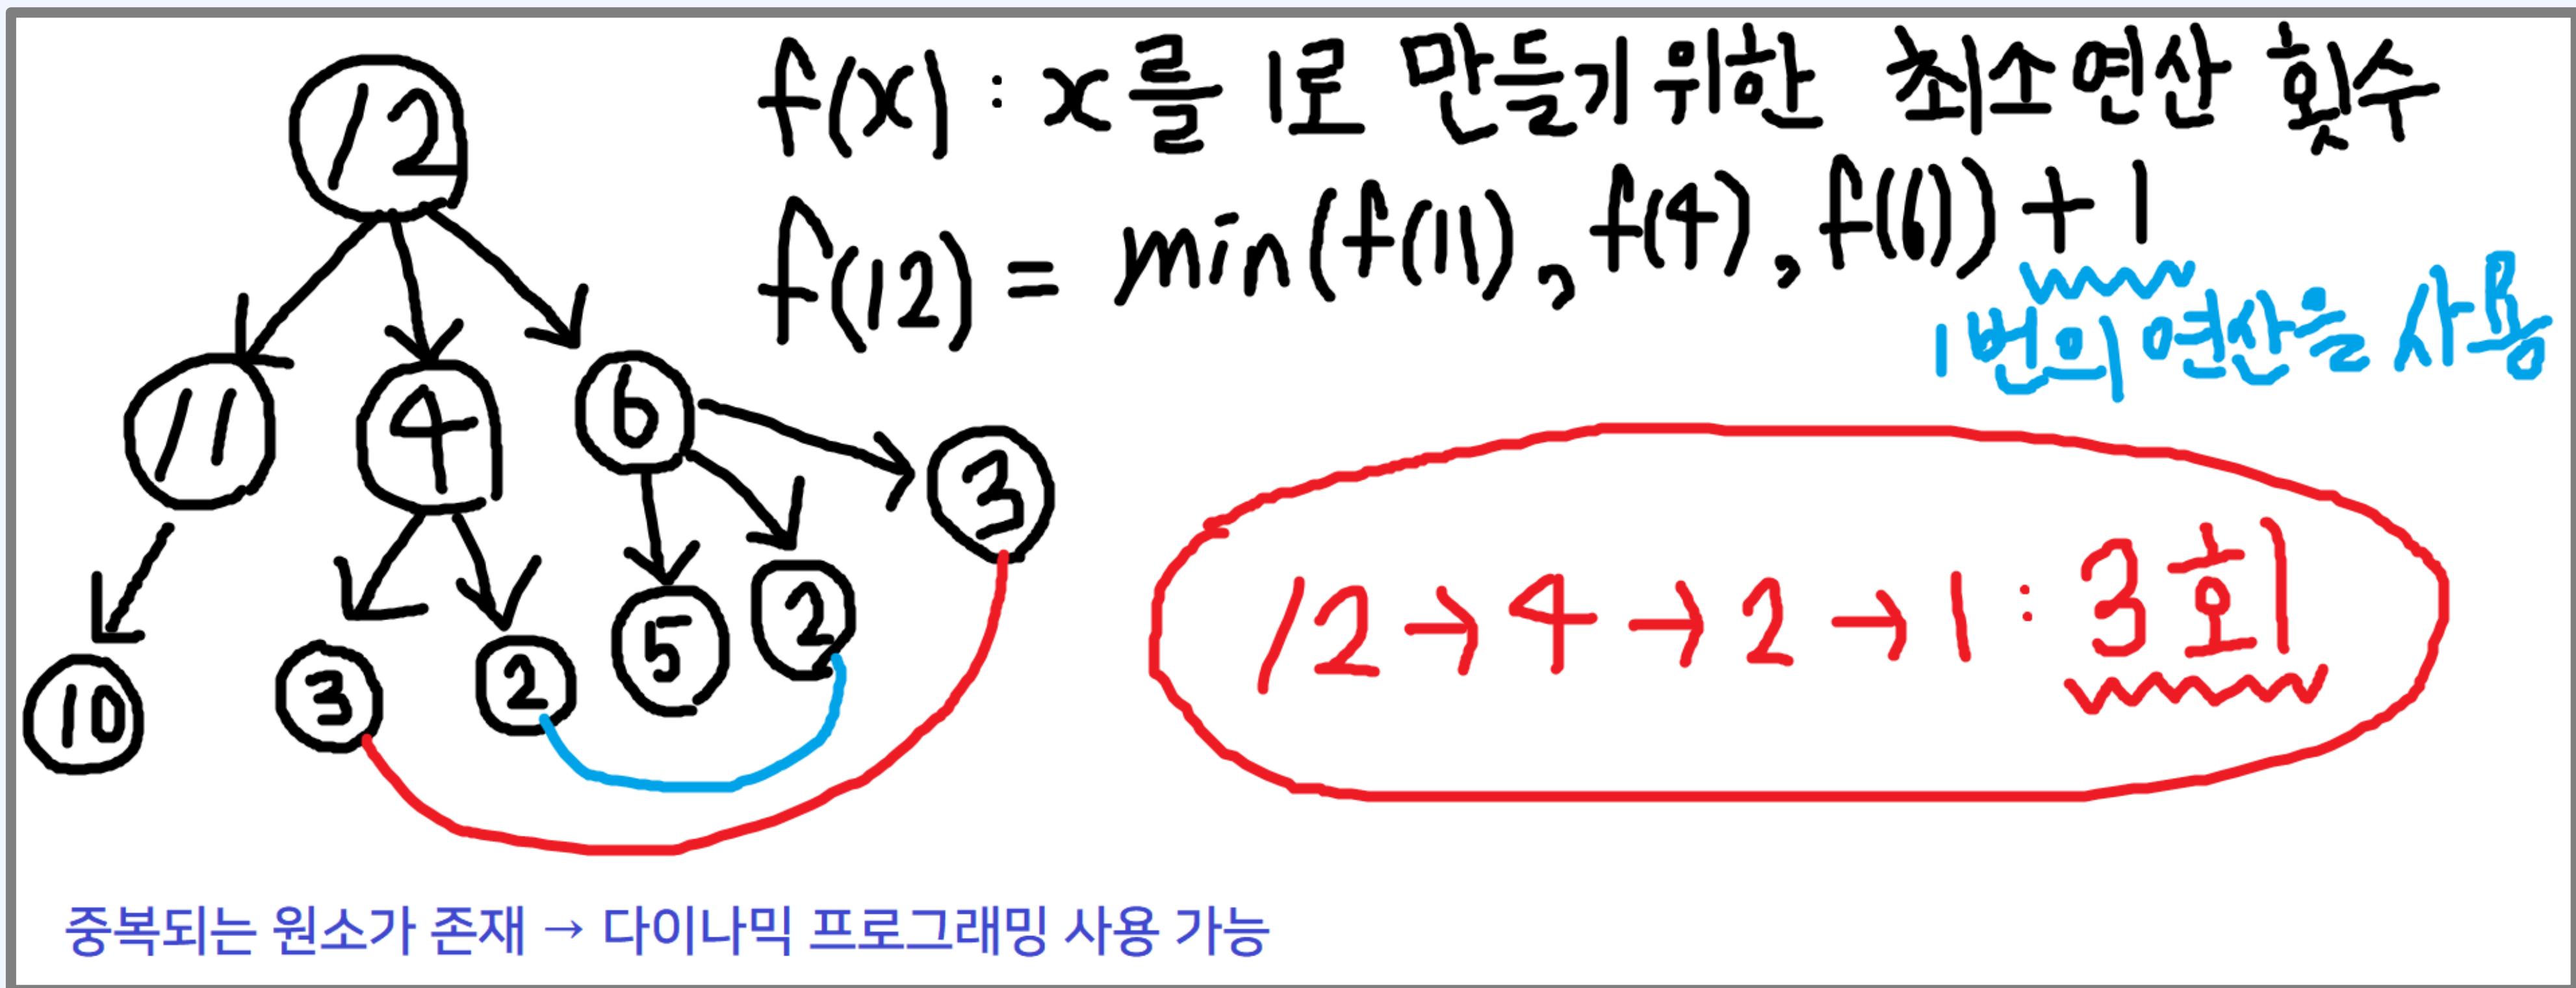 f(x) : x를 1로 만들기 위한 최소연산 횟수
f(12) = min(f(11), f(4), f(6)) + 1
1번의 연산을 사용
12
11 4 6 3
10 3 2 5 2
12 → 4 → 2 → 1 : 3회
중복되는 원소가 존재 → 다이나믹 프로그래밍 사용 가능